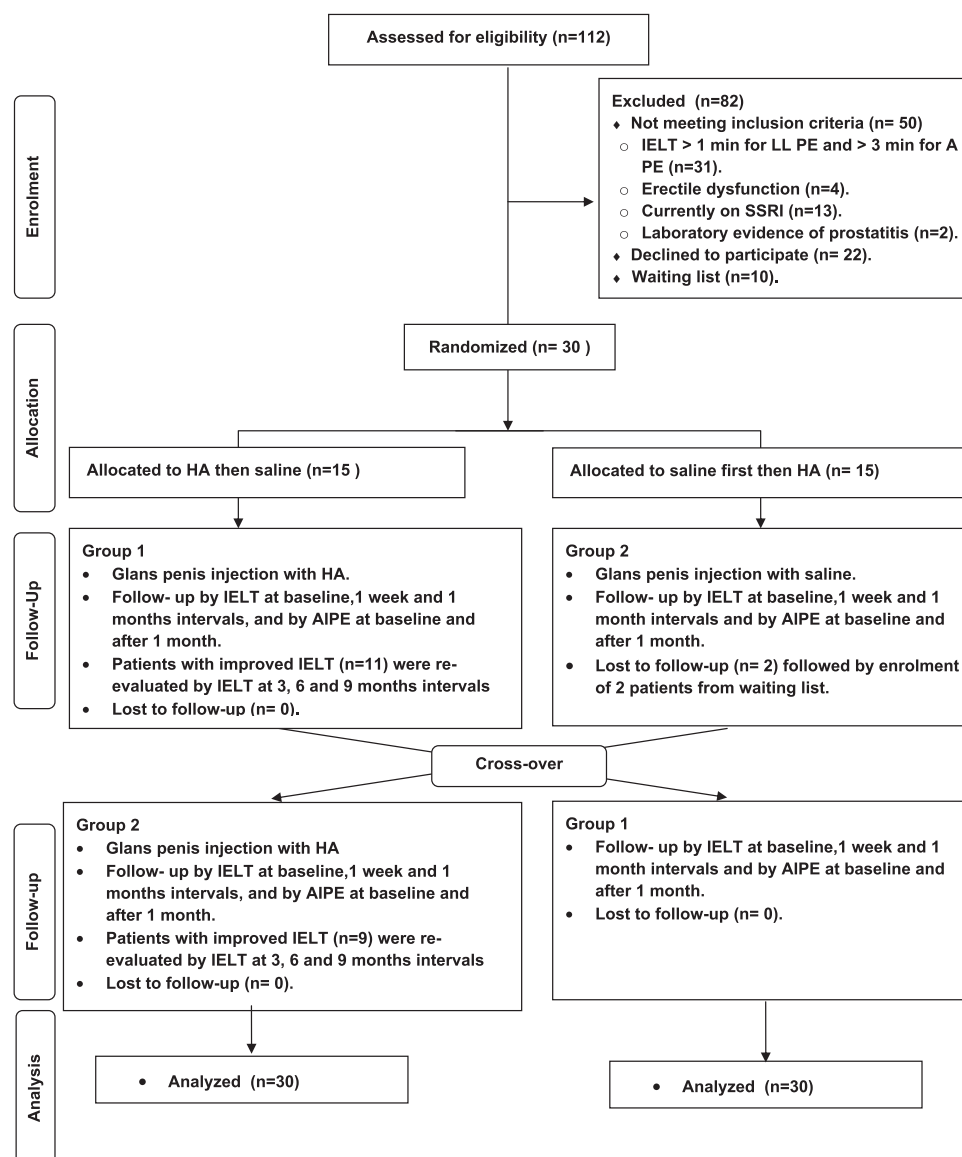 Assessed for eligibility (n=112)
Enrolment
Excluded (n=82)
♦ Not meeting inclusion criteria (n= 50)
○ IELT > 1 min for LL PE and > 3 min for A
PE (n=31).
○ Erectile dysfunction (n=4).
○ Currently on SSRI (n=13).
○ Laboratory evidence of prostatitis (n=2).
♦ Declined to participate (n= 22).
♦ Waiting list (n=10).
Allocation
Randomized (n= 30 )
Allocated to HA then saline (n=15 )
Allocated to saline first then HA (n= 15)
Follow-Up
Group 1
• Glans penis injection with HA.
• Follow- up by IELT at baseline,1 week and 1
months intervals, and by AIPE at baseline and
after 1 month.
• Patients with improved IELT (n=11) were re-
evaluated by IELT at 3, 6 and 9 months intervals
• Lost to follow-up (n= 0).
Group 2
• Glans penis injection with saline.
• Follow- up by IELT at baseline,1 week and 1
month intervals and by AIPE at baseline and
after 1 month.
• Lost to follow-up (n= 2) followed by enrolment
of 2 patients from waiting list.
Cross-over
Follow-up
Group 2
• Glans penis injection with HA
• Follow- up by IELT at baseline,1 week and 1
months intervals, and by AIPE at baseline and
after 1 month.
• Patients with improved IELT (n=9) were re-
evaluated by IELT at 3, 6 and 9 months intervals
• Lost to follow-up (n= 0).
Group 1
• Follow- up by IELT at baseline,1 week and 1
month intervals and by AIPE at baseline and
after 1 month.
• Lost to follow-up (n= 0).
Analysis
• Analyzed (n=30)
• Analyzed (n=30)